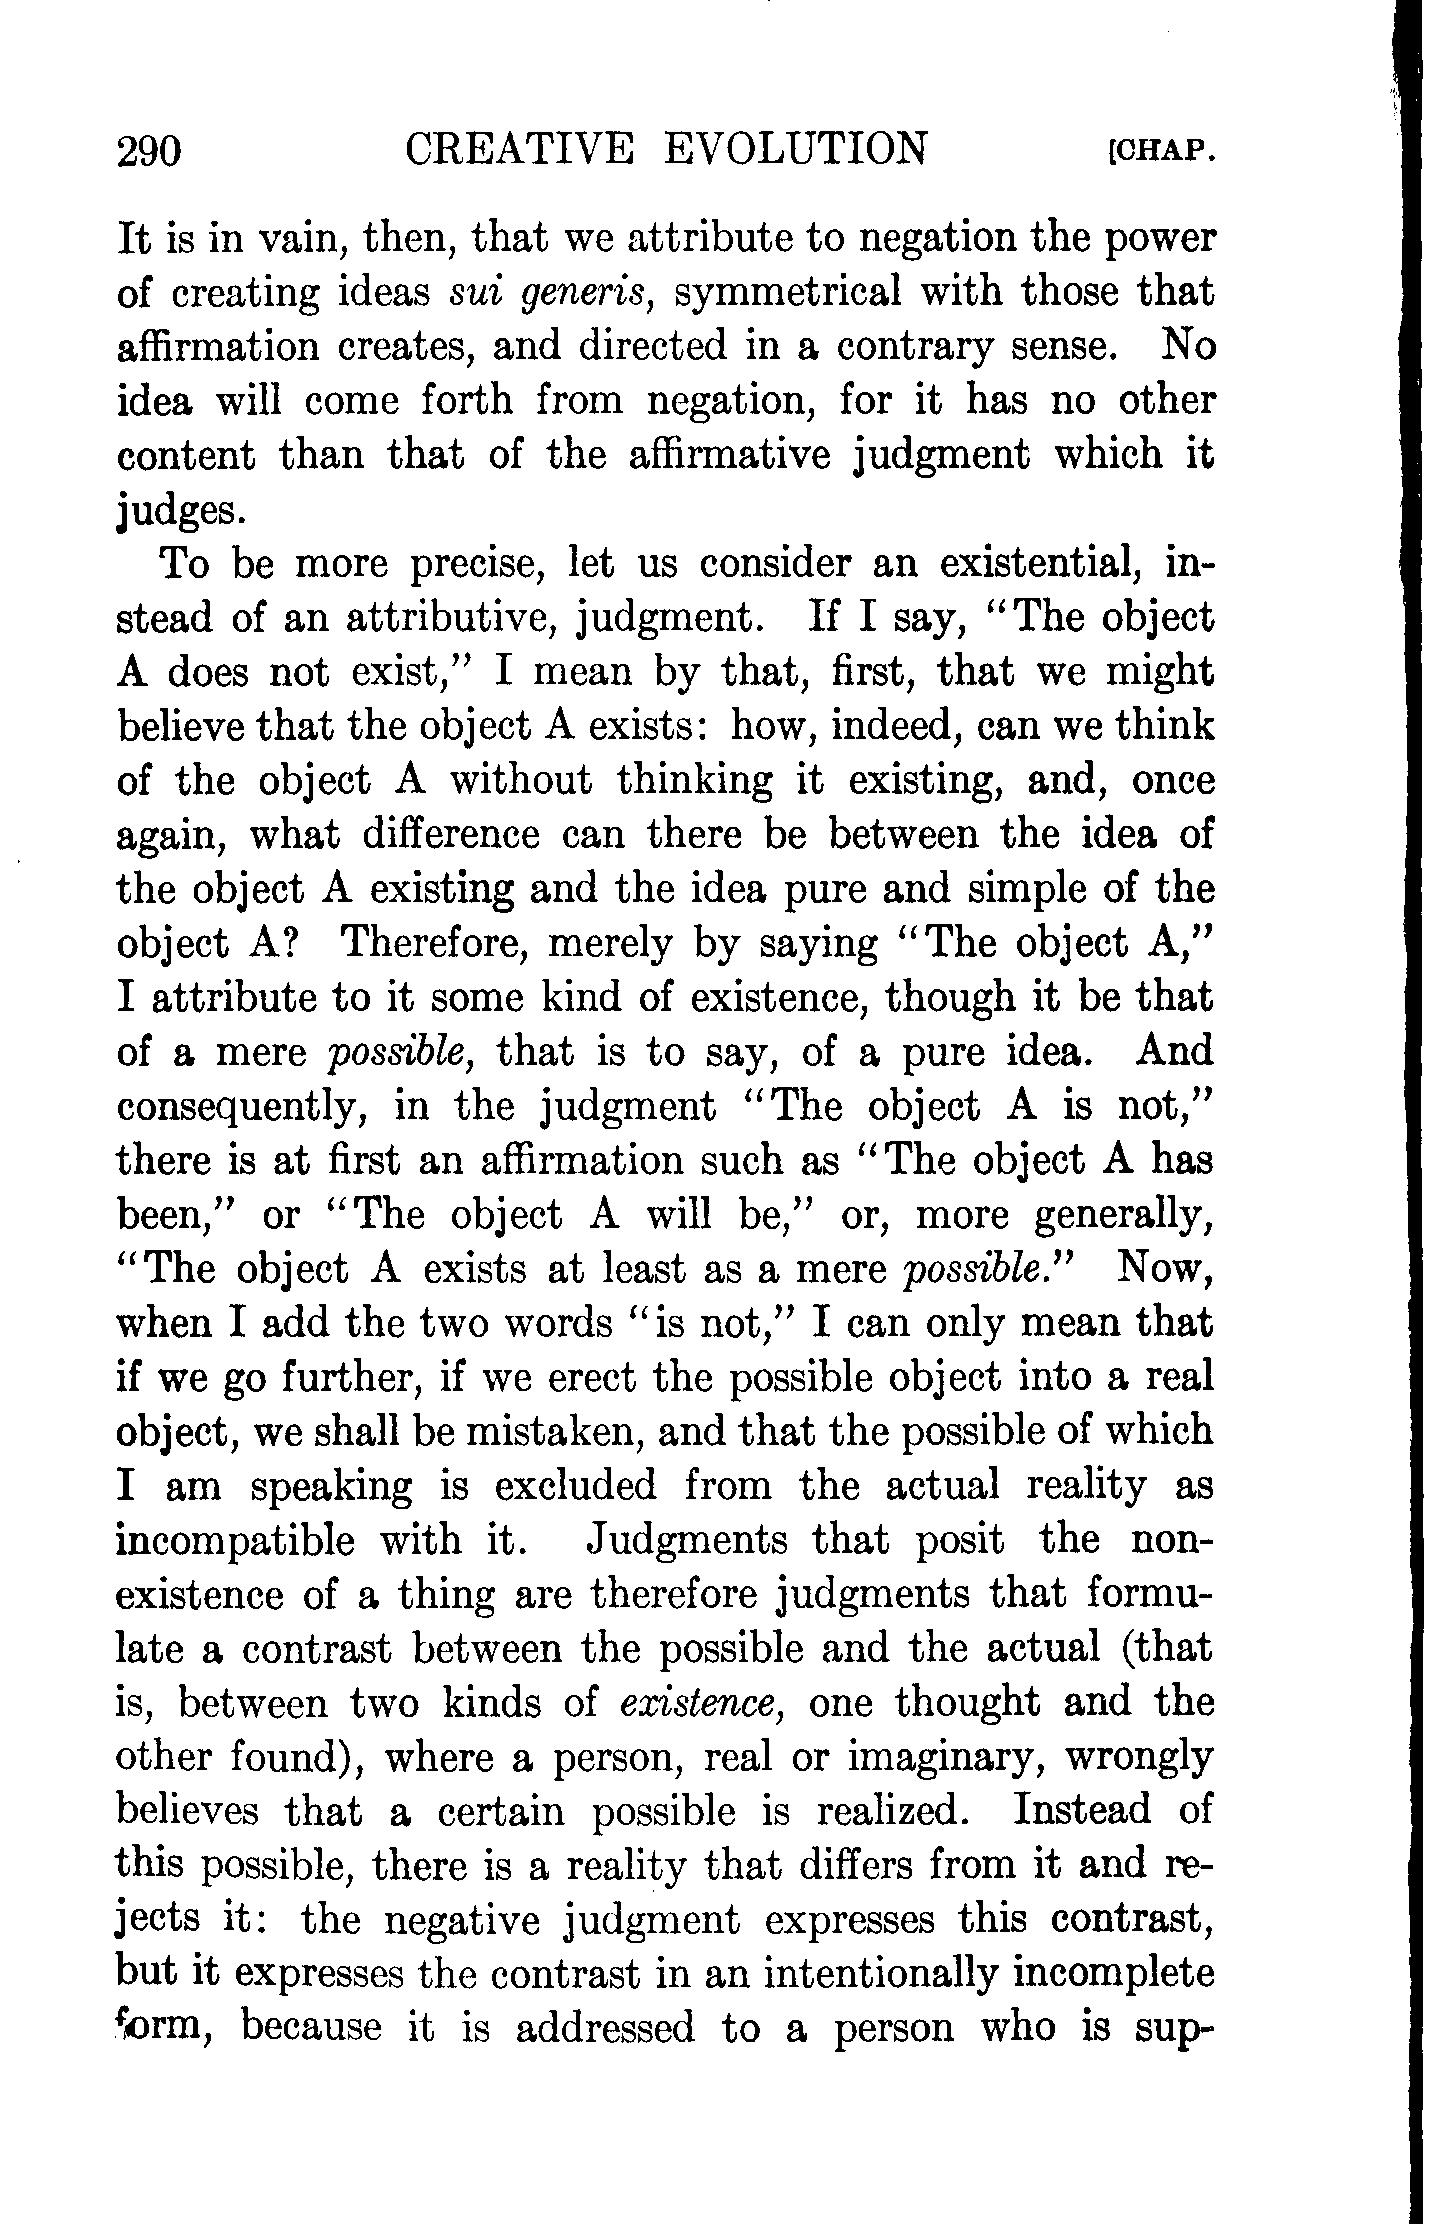 290 CREATIVE EVOLUTION [CHAP.
It is in vain, then, that we attribute to negation the power
of creating ideas sui generis, symmetrical with those that
affirmation creates, and directed in a contrary sense. No
idea will come forth from negation, for it has no other
content than that of the affirmative judgment which it
judges.
To be more precise, let us consider an existential, in-
stead of an attributive, judgment. If I say, "The object
A does not exist," I mean by that, first, that we might
believe that the object A exists: how, indeed, can we think
of the object A without thinking it existing, and, once
again, what difference can there be between the idea of
the object A existing and the idea pure and simple of the
object A? Therefore, merely by saying "The object A,"
I attribute to it some kind of existence, though it be that
of a mere possible, that is to say, of a pure idea. And
consequently, in the judgment "The object A is not,"
there is at first an affirmation such as "The object A has
been," or "The object A will be," or, more generally,
"The object A exists at least as a mere possible." Now,
when I add the two words "is not," I can only mean that
if we go further, if we erect the possible object into a real
object, we shall be mistaken, and that the possible of which
I am speaking is excluded from the actual reality as
incompatible with it. Judgments that posit the non-
existence of a thing are therefore judgments that formu-
late a contrast between the possible and the actual (that
is, between two kinds of existence, one thought and the
other found), where a person, real or imaginary, wrongly
believes that a certain possible is realized. Instead of
this possible, there is a reality that differs from it and re-
jects it: the negative judgment expresses this contrast,
but it expresses the contrast in an intentionally incomplete
form, because it is addressed to a person who is sup-